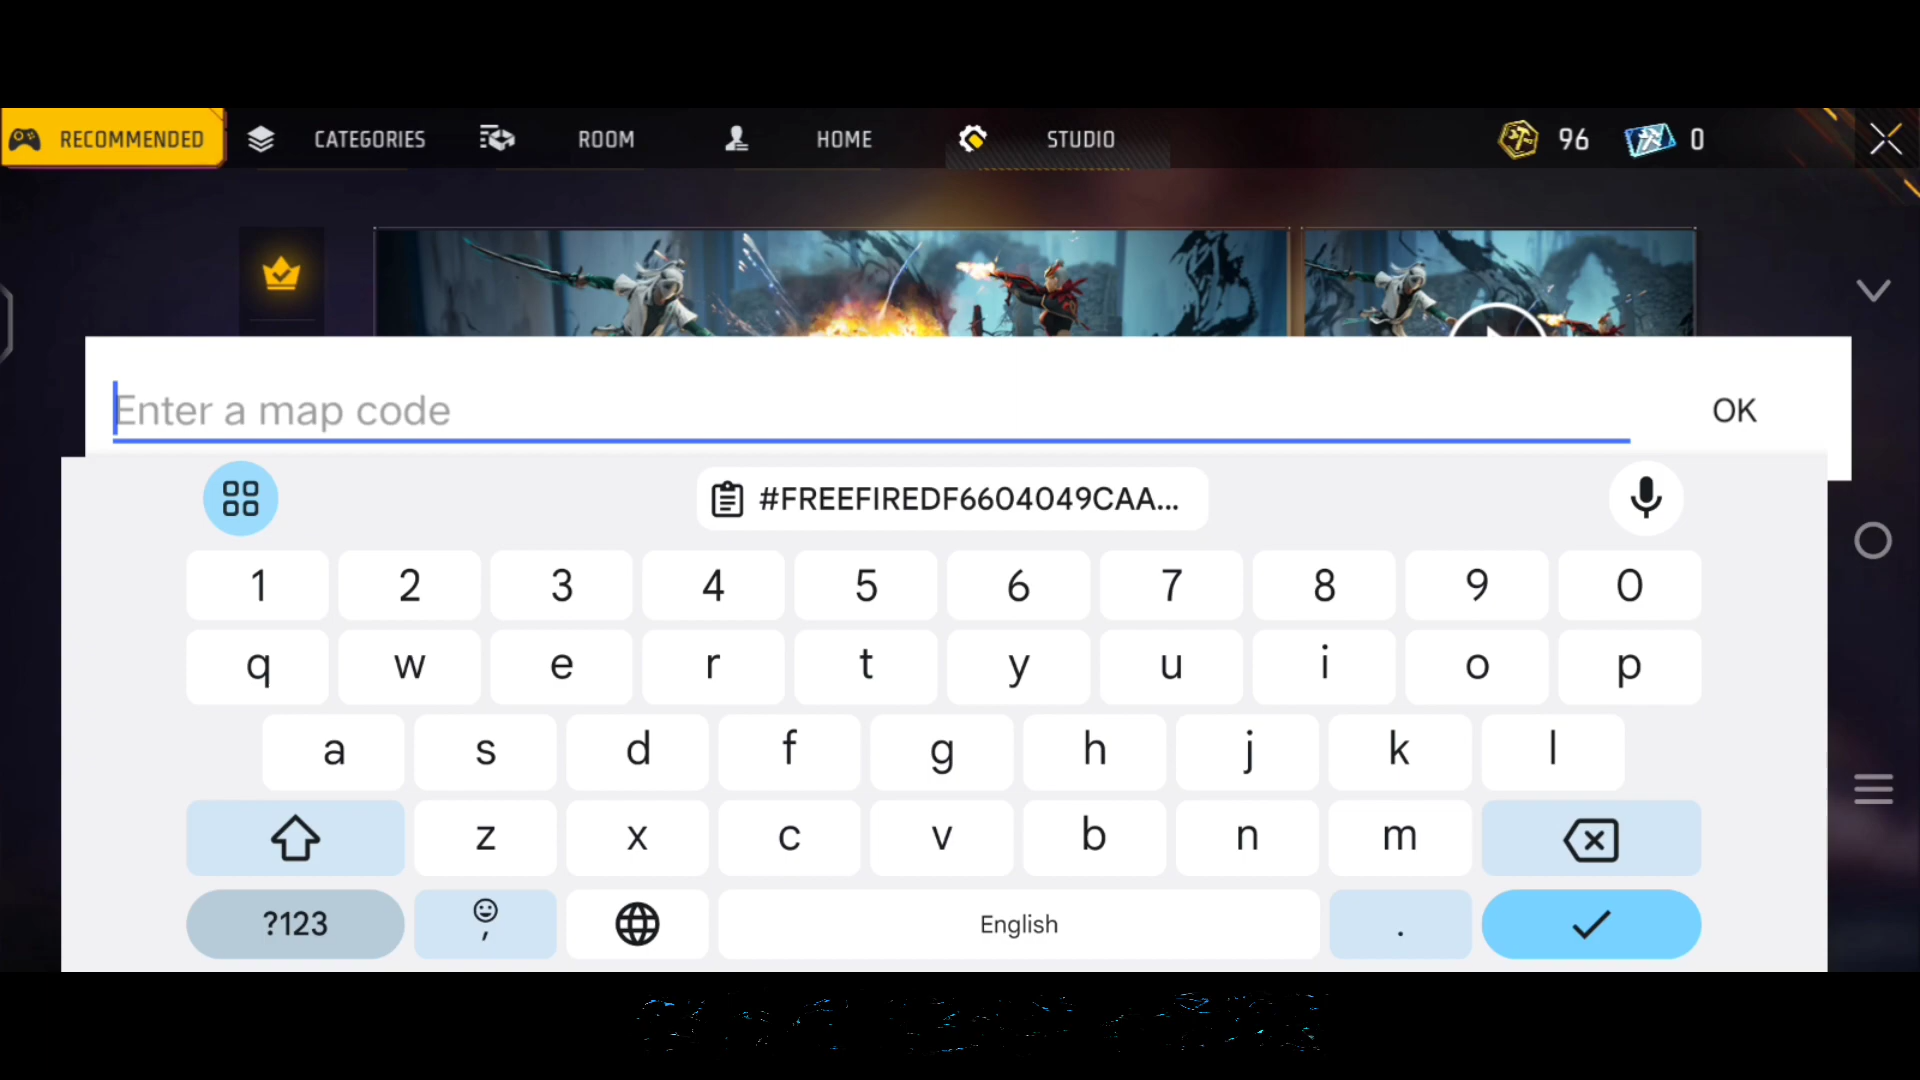 RECOMMENDED
CATEGORIES
ROOM
HOME
STUDIO
96
0
Enter a map code
OK
#FREEFIREDF6604049CAA...
1 2 3 4 5 6 7 8 9 0
q w e r t y u i o p
a s d f g h j k l
z x c v b n m
?123
,
English
.